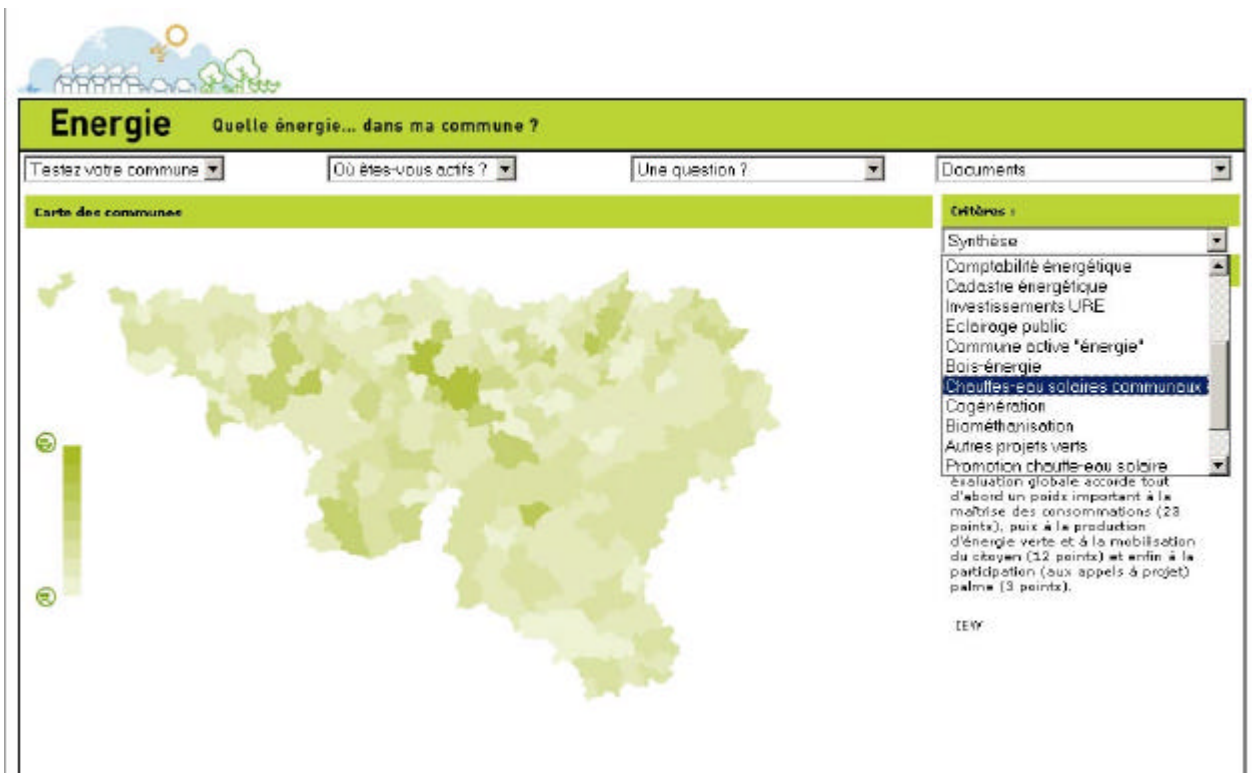 Energie Quelle énergie... dans ma commune ?
Testez votre commune
Où êtes-vous actifs ?
Une question ?
Documents
Carte des communes
Critères :
Synthèse
Comptabilité énergétique
Cadastre énergétique
Investissements URE
Eclairage public
Commune active "énergie"
Bois-énergie
Chauffes-eau solaires communaux
Cogénération
Biométhanisation
Autres projets verts
Promotion chauffe-eau solaire
évaluation globale accorde tout
d'abord un poids important à la
maîtrise des consommations (23
points), puix à la production
d'énergie verte et à la mobilisation
du citoyen (12 points) et enfin à la
participation (aux appels à projet)
palme (3 points).
IEW